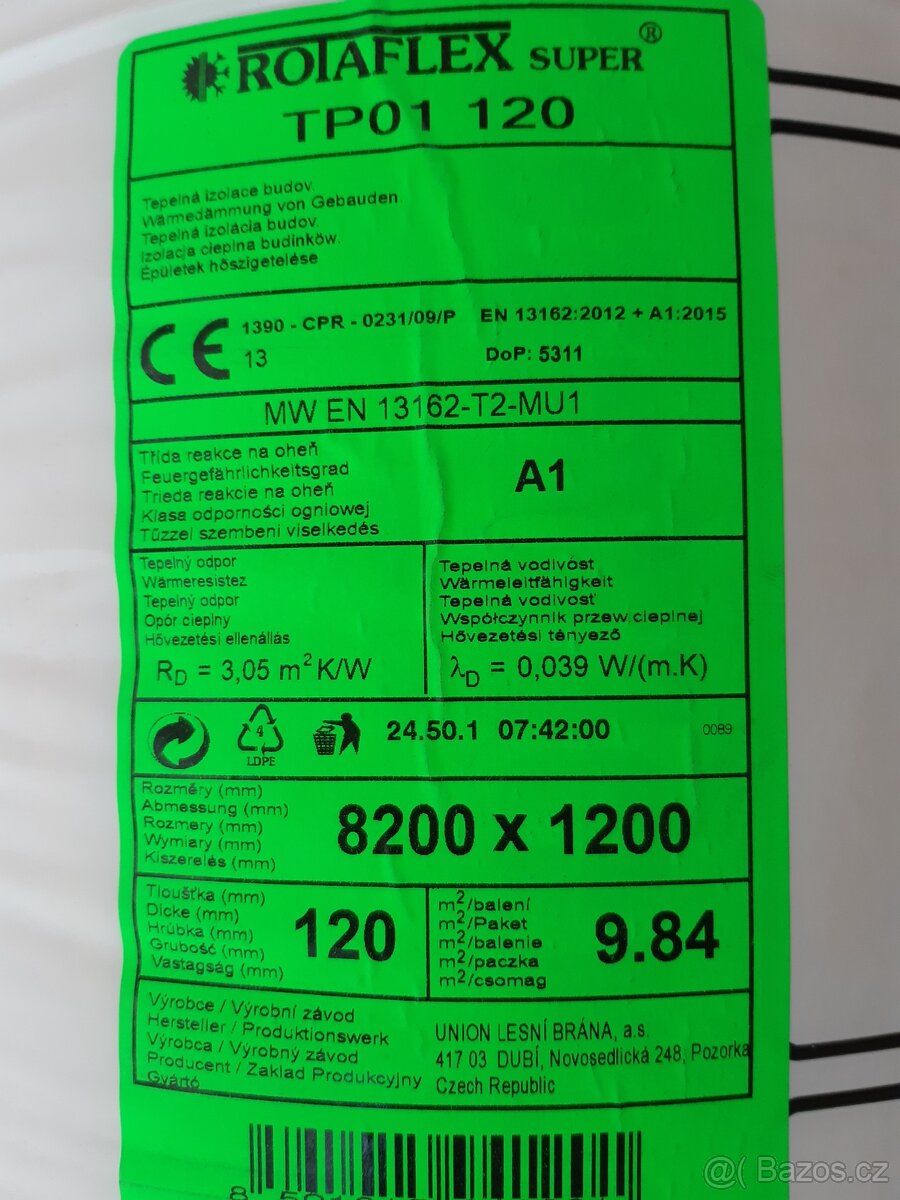 ROTAFLEX SUPER ®
TP01 120
Tepelná izolace budov.
Wärmedämmung von Gebauden.
Tepelná izolácia budov.
Izolacja cieplna budinków.
Épületek hőszigetelése
CE 1390 - CPR - 0231/09/P EN 13162:2012 + A1:2015
13 DoP: 5311
MW EN 13162-T2-MU1
Třída reakce na oheň
Feuergefährlichkeitsgrad
Trieda reakcie na oheň
Klasa odporności ogniowej
Tűzzel szembeni viselkedés
A1
Tepelný odpor
Wärmeresistez
Tepelný odpor
Opór cieplny
Hővezetési ellenállás
RD = 3,05 m² K/W
Tepelná vodivost
Wärmeleitfähigkeit
Tepelná vodivosť
Współczynnik przew.cieplnej
Hővezetési tényező
λD = 0,039 W/(m.K)
4
LDPE
24.50.1 07:42:00 0089
Rozměry (mm)
Abmessung (mm)
Rozmery (mm)
Wymiary (mm)
Kiszerelés (mm)
8200 x 1200
Tloušťka (mm)
Dicke (mm)
Hrúbka (mm)
Grubość (mm)
Vastagság (mm)
120
m²/balení
m²/Paket
m²/balenie
m²/paczka
m²/csomag
9.84
Výrobce / Výrobní závod
Hersteller / Produktionswerk
Výrobca / Výrobný závod
Producent / Zaklad Produkcyjny
Gyártó
UNION LESNÍ BRÁNA, a.s.
417 03 DUBÍ, Novosedlická 248, Pozorka
Czech Republic
@( Bazos.cz